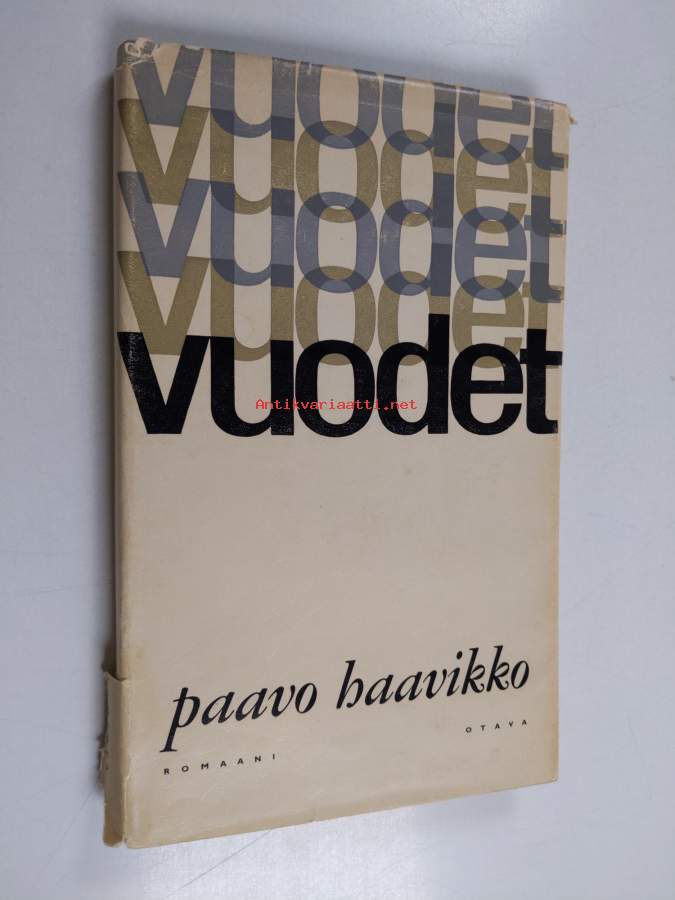 vuodet
vuodet
vuodet
vuodet
vuodet
Antikvariaatti.net
paavo haavikko
ROMAANI
OTAVA